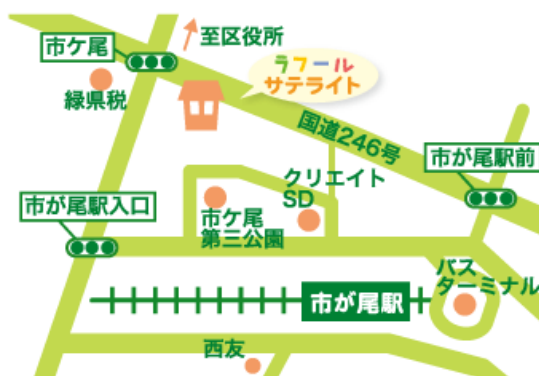 市ケ尾
至区役所
ラフール
サテライト
緑県税
国道246号
市が尾駅前
クリエイト
SD
市が尾駅入口
市ケ尾
第三公園
バス
ターミナル
市が尾駅
西友